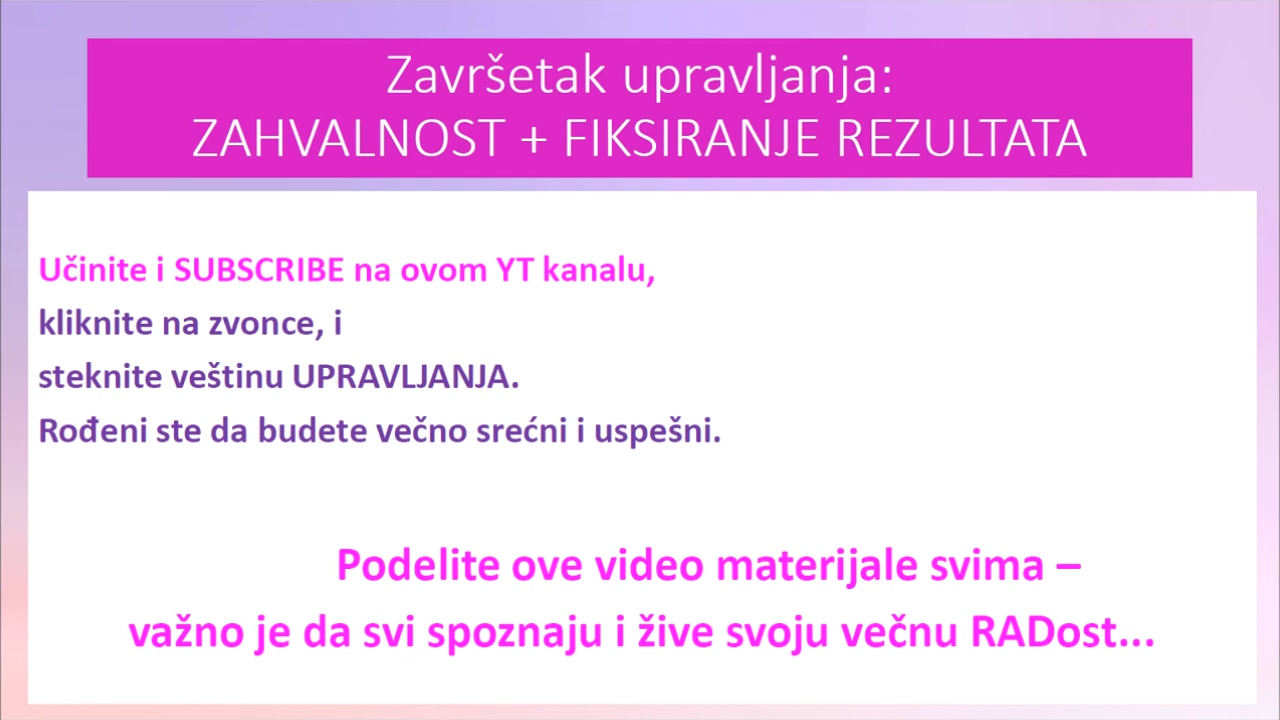 Završetak upravljanja:
ZAHVALNOST + FIKSIRANJE REZULTATA
Učinite i SUBSCRIBE na ovom YT kanalu,
kliknite na zvonce, i
steknite veštinu UPRAVLJANJA.
Rođeni ste da budete večno srećni i uspešni.
Podelite ove video materijale svima –
važno je da svi spoznaju i žive svoju večnu RADost...